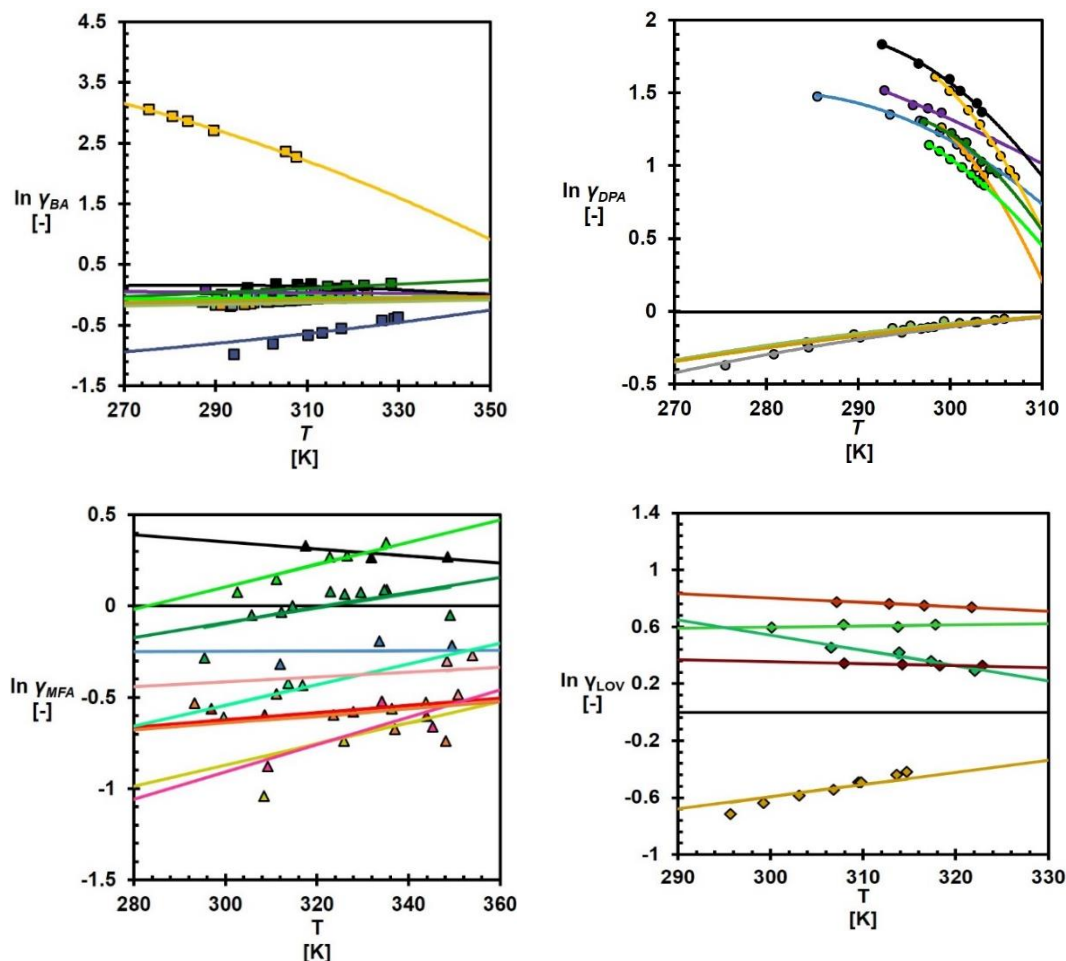 4.5
3.5
2.5
ln γBA
[-]
1.5
0.5
-0.5
-1.5
270 290 310 330 350
T
[K]
2
1.5
1
ln γDPA
[-]
0.5
0
-0.5
270 280 290 300 310
T
[K]
0.5
0
ln γMFA
[-]
-0.5
-1
-1.5
280 300 320 340 360
T
[K]
1.4
1
0.6
ln γLOV
[-]
0.2
-0.2
-0.6
-1
290 300 310 320 330
T
[K]